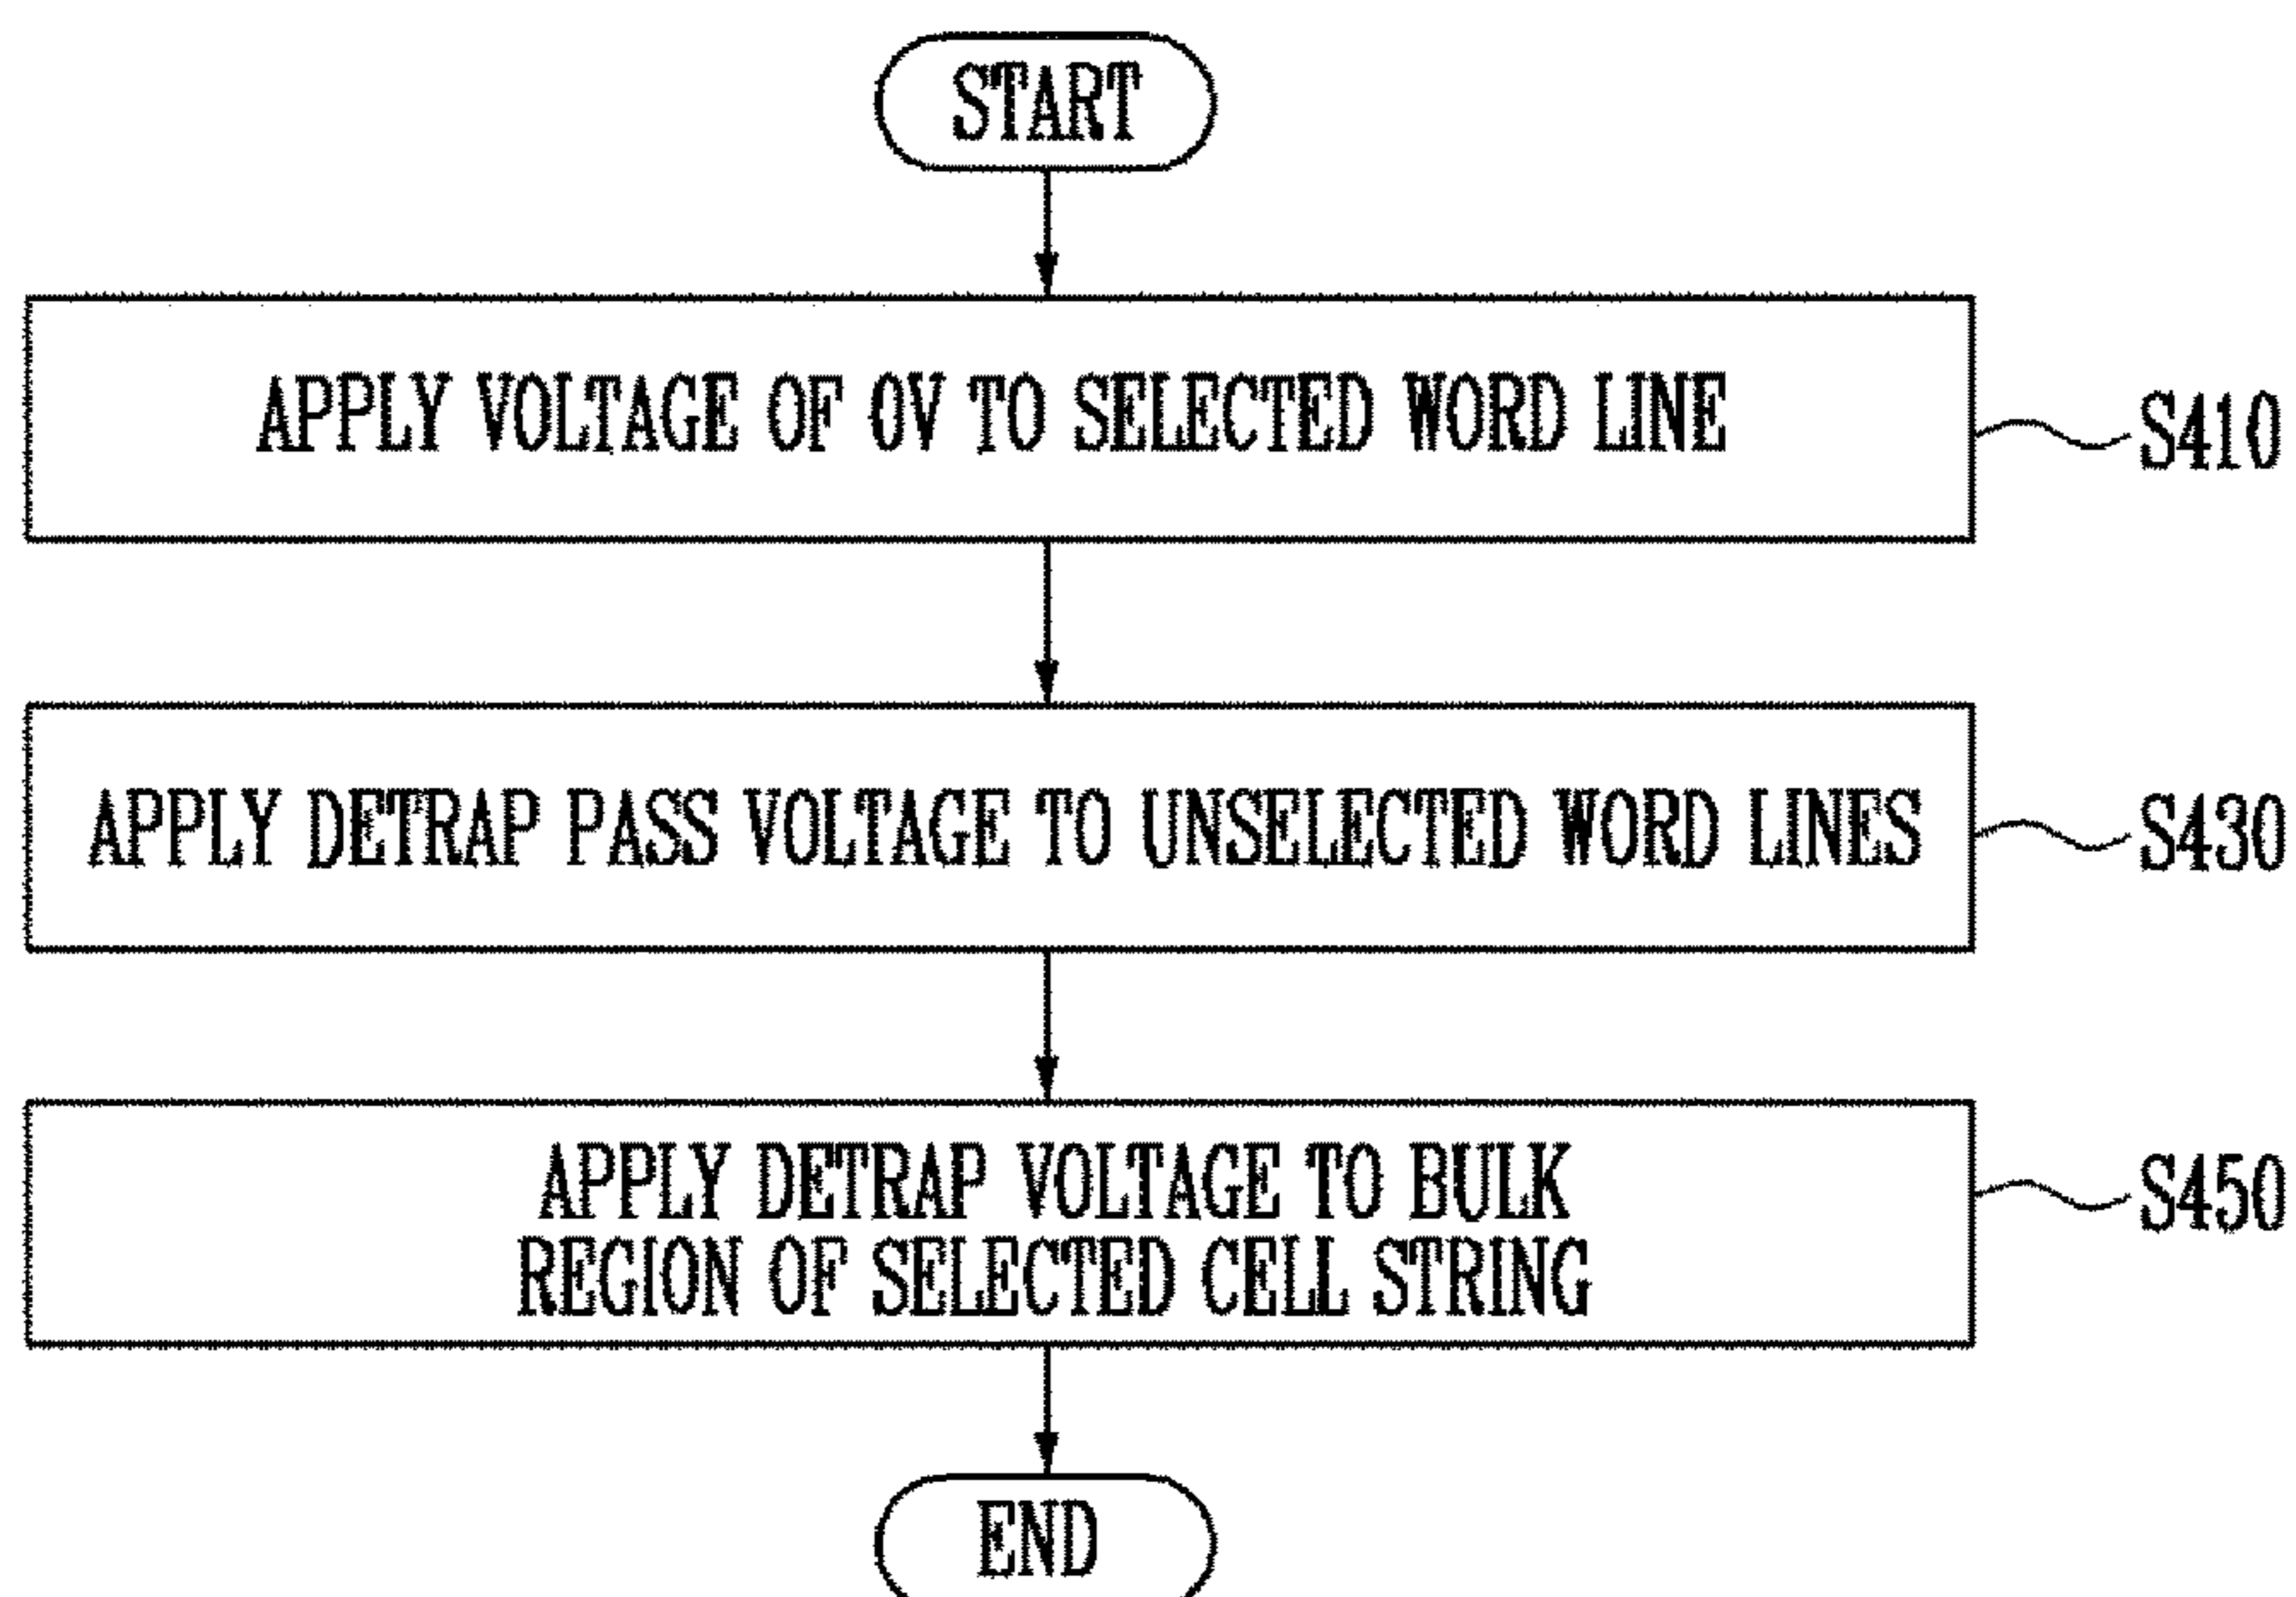 START
APPLY VOLTAGE OF 0V TO SELECTED WORD LINE
S410
APPLY DETRAP PASS VOLTAGE TO UNSELECTED WORD LINES
S430
APPLY DETRAP VOLTAGE TO BULK
REGION OF SELECTED CELL STRING
S450
END